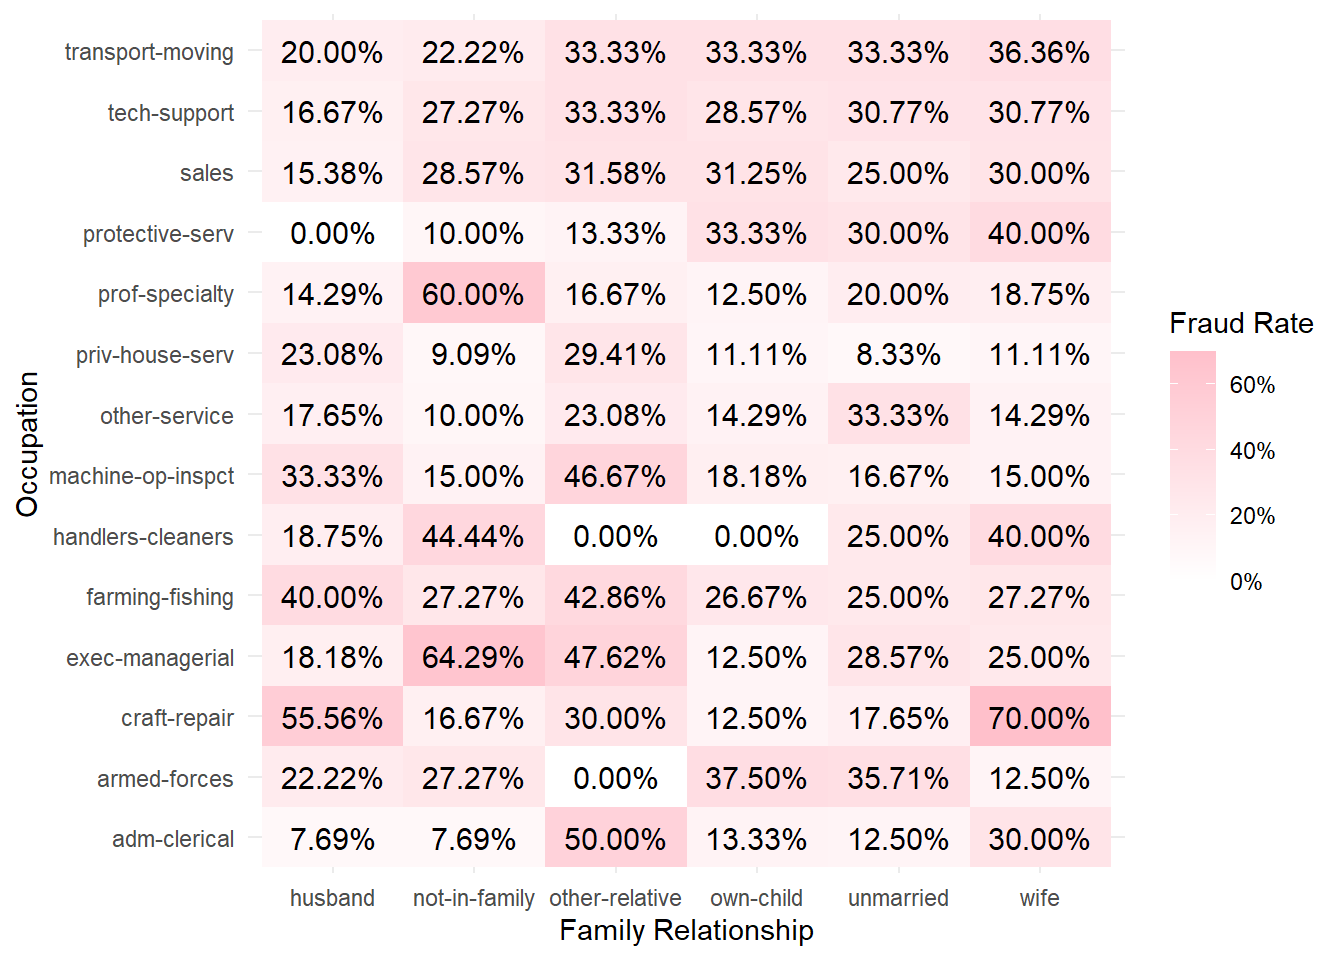 transport-moving 20.00% 22.22% 33.33% 33.33% 33.33% 36.36%
tech-support 16.67% 27.27% 33.33% 28.57% 30.77% 30.77%
sales 15.38% 28.57% 31.58% 31.25% 25.00% 30.00%
protective-serv 0.00% 10.00% 13.33% 33.33% 30.00% 40.00%
prof-specialty 14.29% 60.00% 16.67% 12.50% 20.00% 18.75%
priv-house-serv 23.08% 9.09% 29.41% 11.11% 8.33% 11.11%
other-service 17.65% 10.00% 23.08% 14.29% 33.33% 14.29%
machine-op-inspct 33.33% 15.00% 46.67% 18.18% 16.67% 15.00%
handlers-cleaners 18.75% 44.44% 0.00% 0.00% 25.00% 40.00%
farming-fishing 40.00% 27.27% 42.86% 26.67% 25.00% 27.27%
exec-managerial 18.18% 64.29% 47.62% 12.50% 28.57% 25.00%
craft-repair 55.56% 16.67% 30.00% 12.50% 17.65% 70.00%
armed-forces 22.22% 27.27% 0.00% 37.50% 35.71% 12.50%
adm-clerical 7.69% 7.69% 50.00% 13.33% 12.50% 30.00%
husband not-in-family other-relative own-child unmarried wife
Family Relationship
Occupation
Fraud Rate
60%
40%
20%
0%